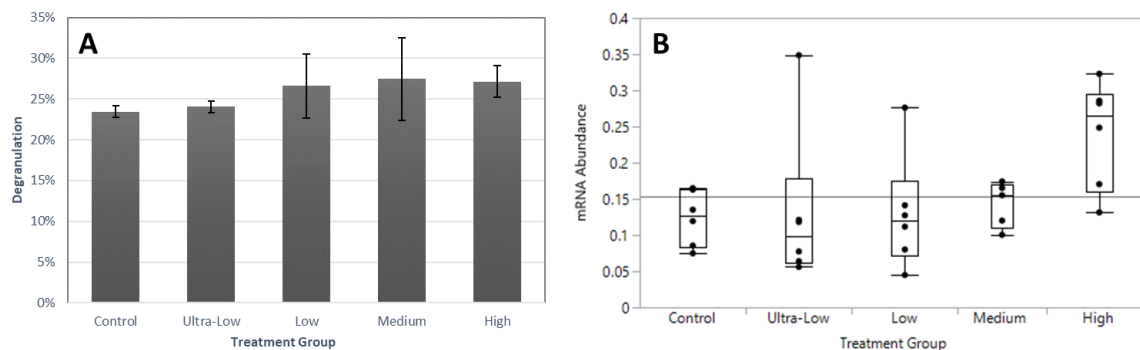 A
35%
30%
25%
20%
15%
10%
5%
0%
Degranulation
Control Ultra-Low Low Medium High
Treatment Group
B
0.4
0.35
0.3
0.25
0.2
0.15
0.1
0.05
0
mRNA Abundance
Control Ultra-Low Low Medium High
Treatment Group